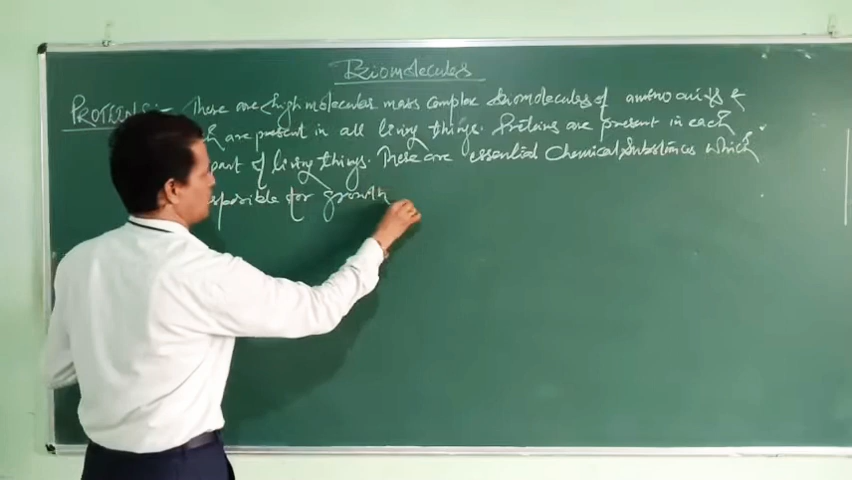 Biomolecules
PROTEINS:- These are high molecular mass complex biomolecules of amino acids &
are present in all living things. Proteins are present in each
part of living things. These are essential Chemical Substances which
sponsible for growth